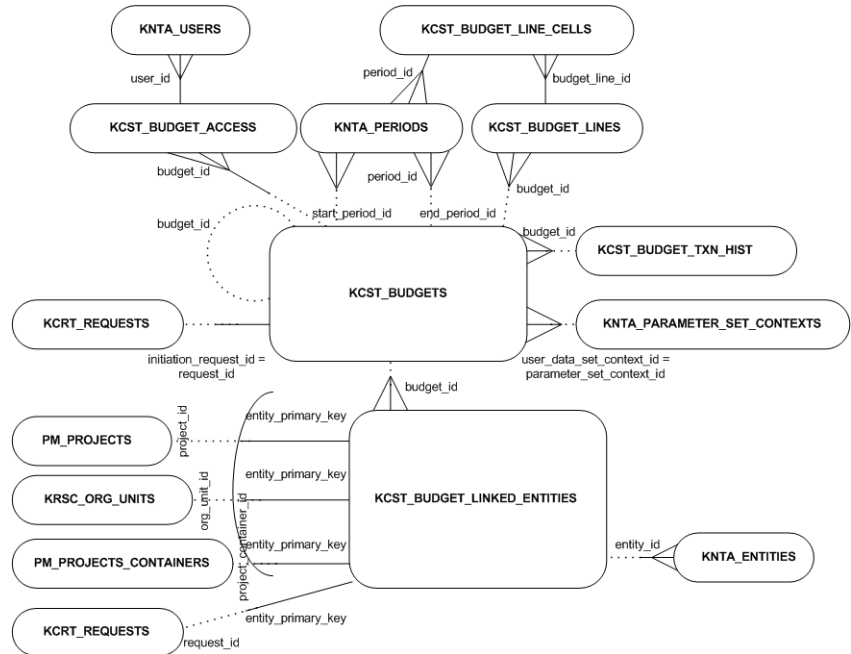 KNTA_USERS
KCST_BUDGET_LINE_CELLS
user_id
period_id
budget_line_id
KCST_BUDGET_ACCESS
KNTA_PERIODS
KCST_BUDGET_LINES
budget_id
period_id
budget_id
budget_id
start_period_id
end_period_id
budget_id
KCST_BUDGET_TXN_HIST
KCST_BUDGETS
KCRT_REQUESTS
KNTA_PARAMETER_SET_CONTEXTS
initiation_request_id =
request_id
user_data_set_context_id =
parameter_set_context_id
budget_id
project_id
entity_primary_key
PM_PROJECTS
org_unit_id
entity_primary_key
KRSC_ORG_UNITS
KCST_BUDGET_LINKED_ENTITIES
project_container_id
entity_primary_key
entity_id
PM_PROJECTS_CONTAINERS
KNTA_ENTITIES
entity_primary_key
KCRT_REQUESTS
request_id